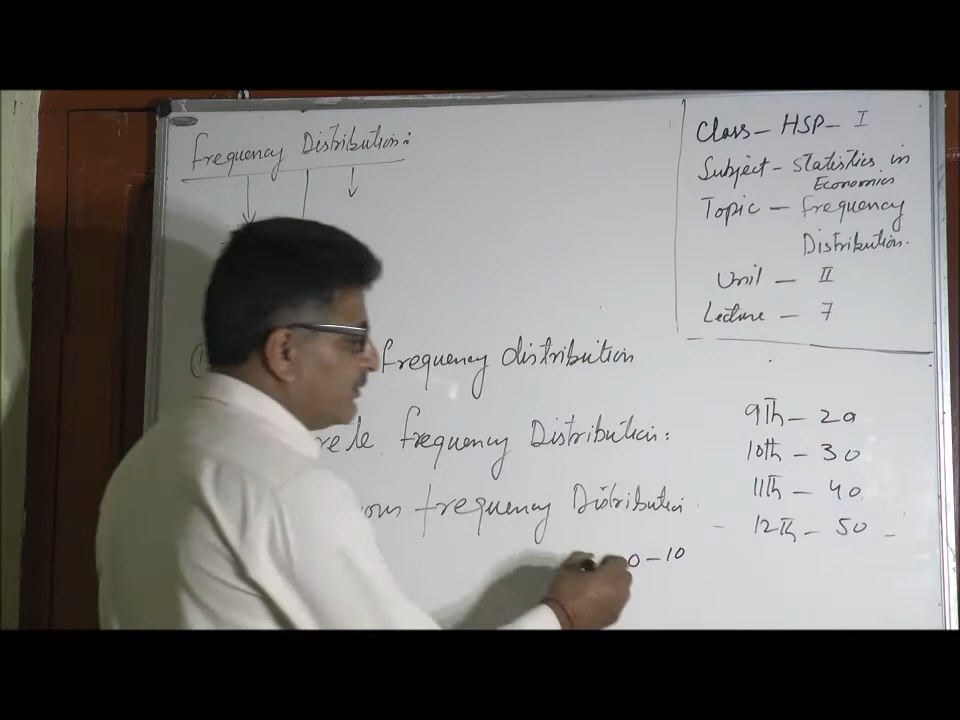 Frequency Distribution:
Class - HSP - I
Subject - Statistics in
Economics
Topic - Frequency
Distribution.
Unit - II
Lecture - 7
frequency distribution
frequency Distribution:
frequency Distribution
0 - 10
9Th - 20
10th - 30
11Th - 40
12Th - 50 -